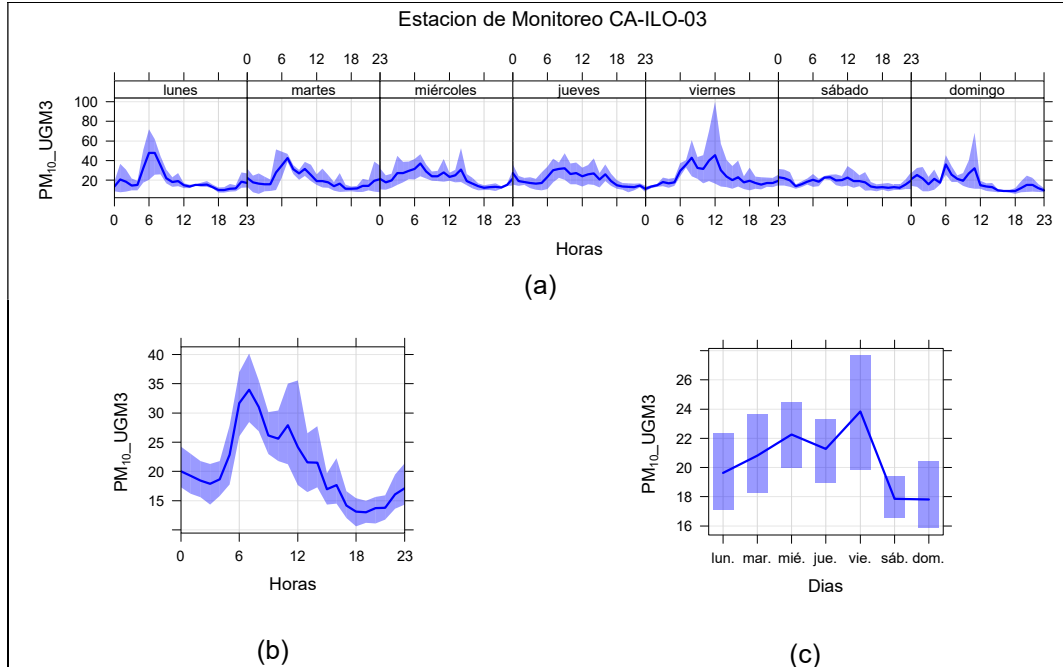 Estacion de Monitoreo CA-ILO-03
0 6 12 18 23 0 6 12 18 23 0 6 12 18 23
lunes martes miércoles jueves viernes sábado domingo
PM₁₀_UGM3
100
80
60
40
20
0 6 12 18 23 0 6 12 18 23 0 6 12 18 23 0 6 12 18 23
Horas
(a)
PM₁₀_UGM3
40
35
30
25
20
15
0 6 12 18 23
Horas
(b)
PM₁₀_UGM3
26
24
22
20
18
16
lun. mar. mié. jue. vie. sáb. dom.
Dias
(c)